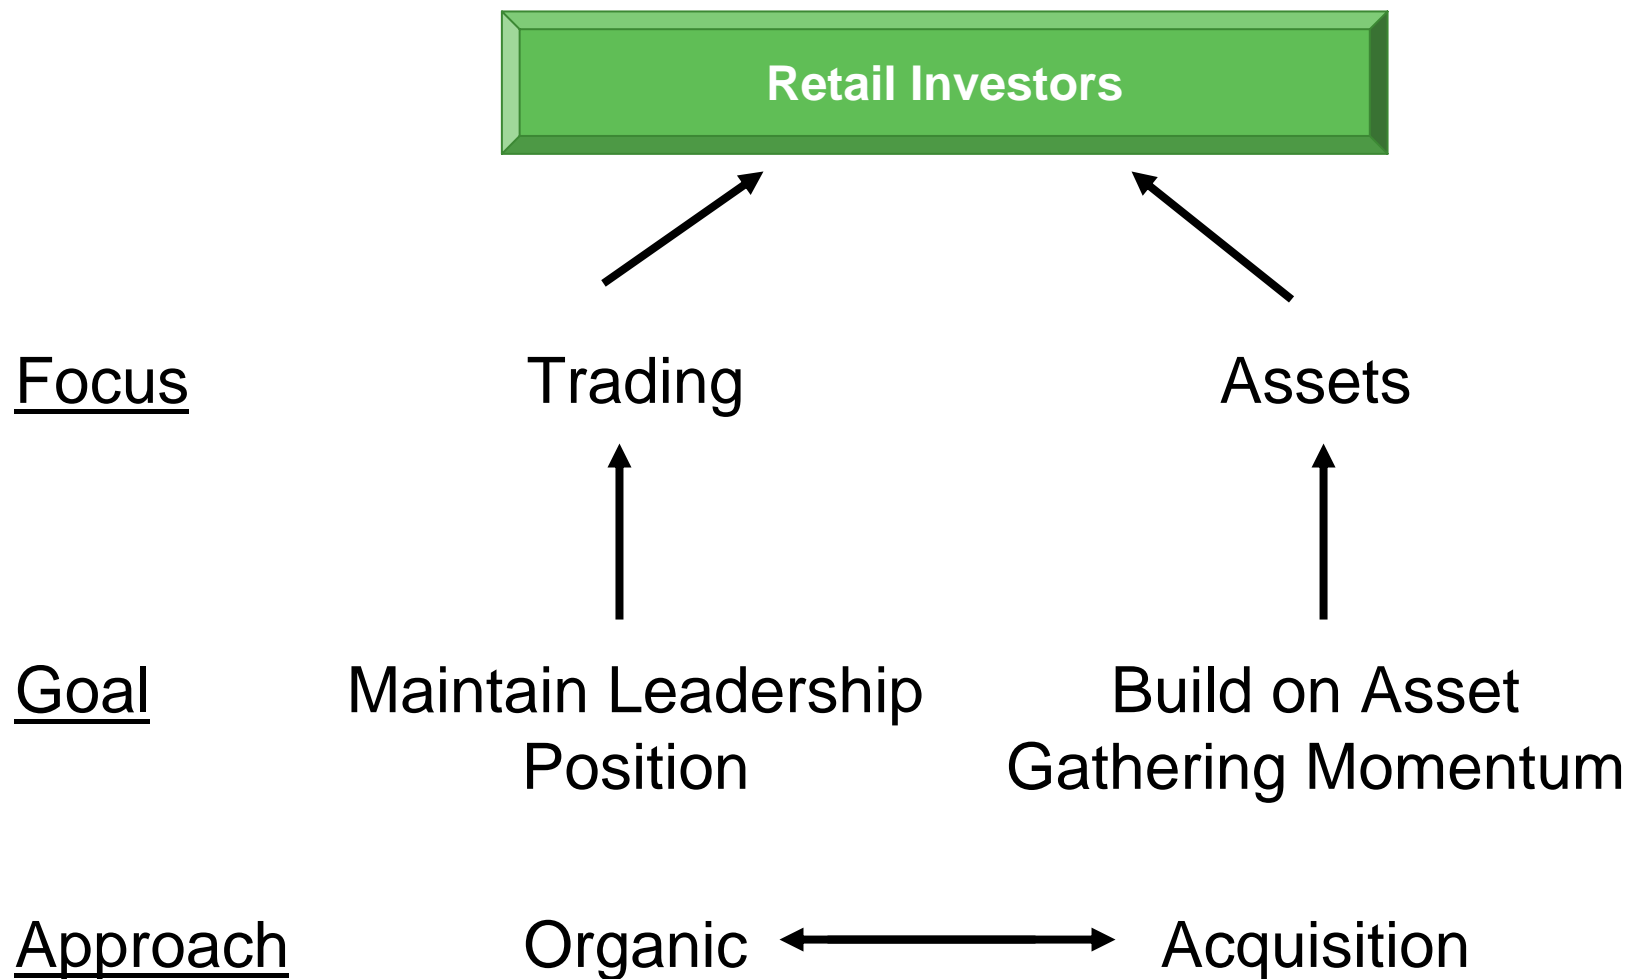 Retail Investors
Focus
Trading
Assets
Goal
Maintain Leadership
Position
Build on Asset
Gathering Momentum
Approach
Organic
Acquisition